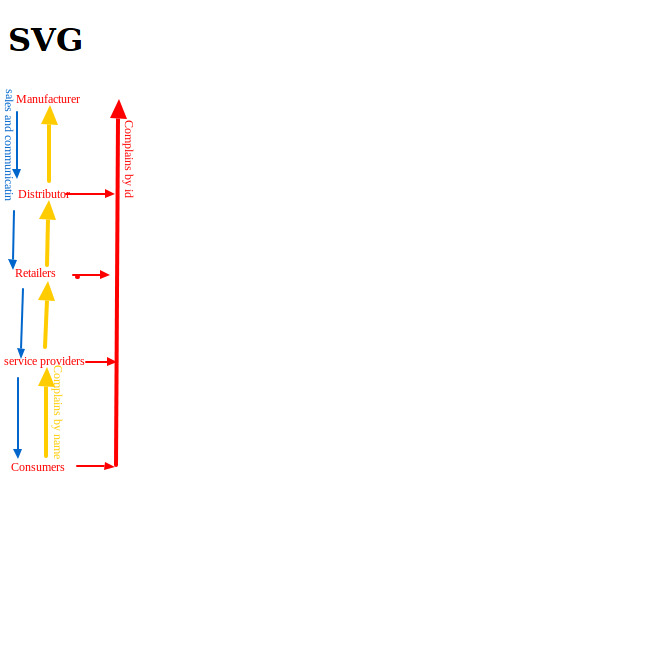 SVG
sales and communicatin
Manufacturer
Complains by id
Distributor
Retailers
service providers
Complains by name
Consumers